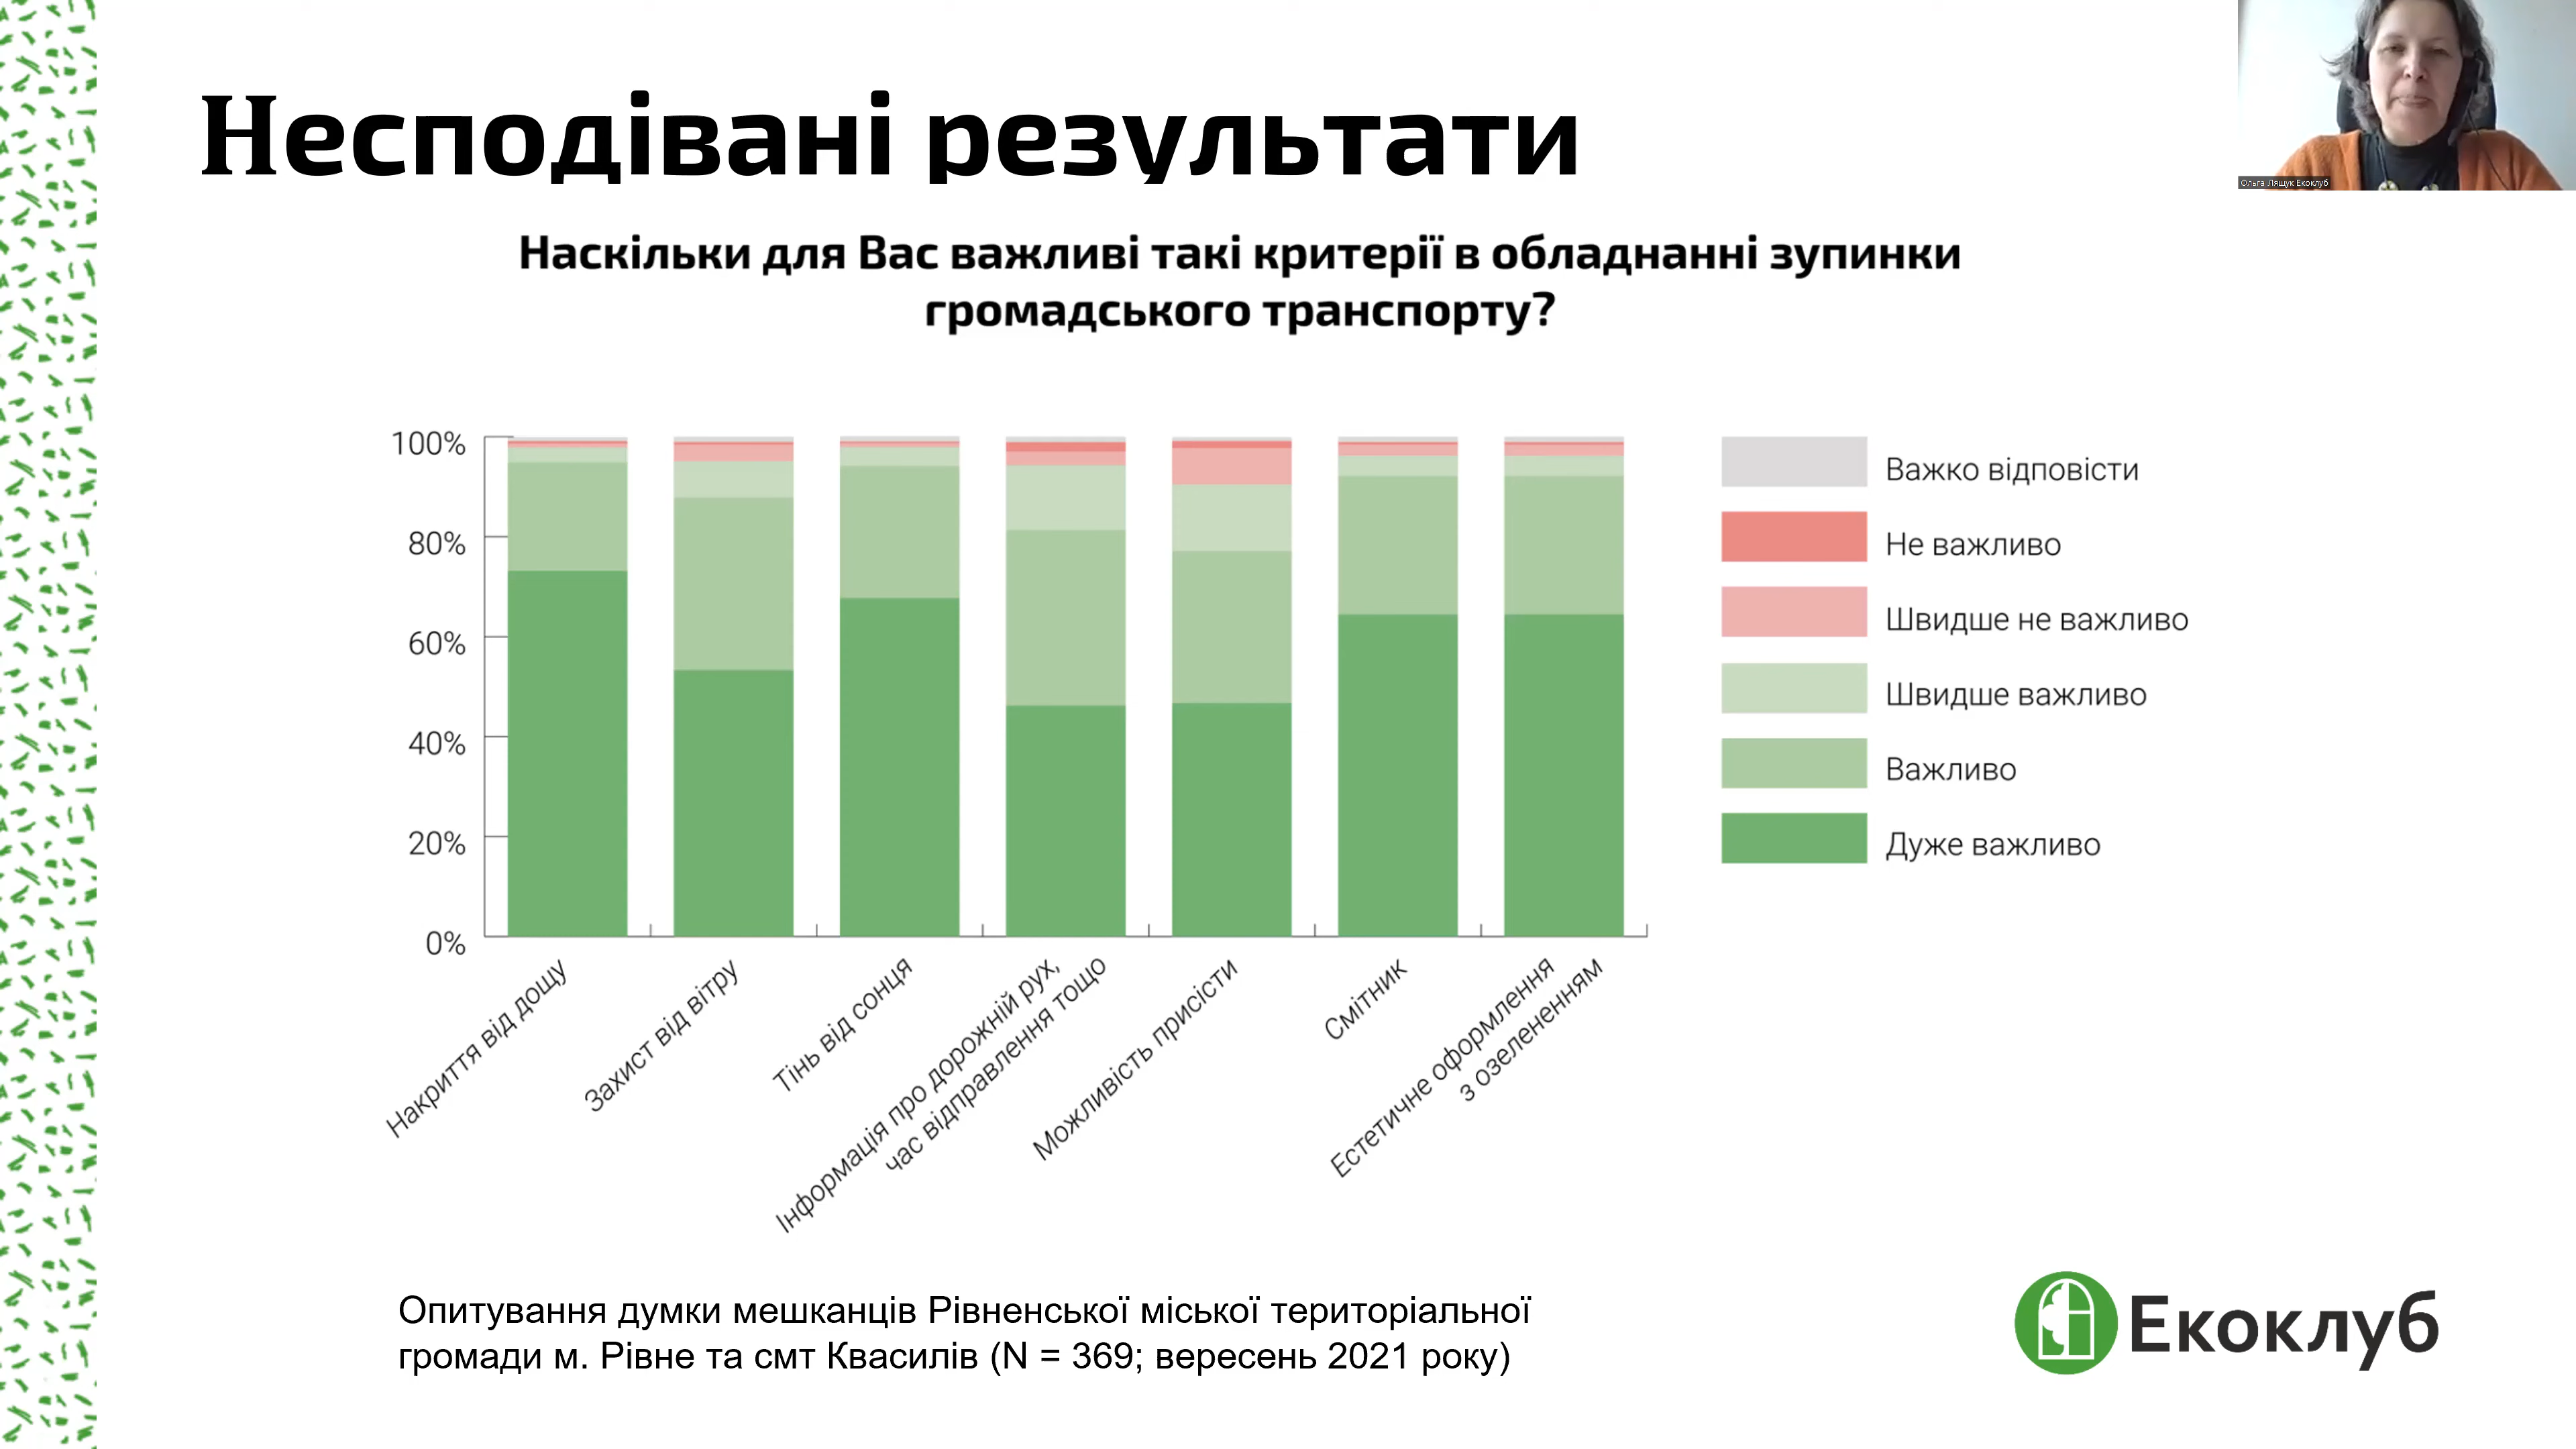 Несподівані результати
Ольга Лящук Екоклуб
Наскільки для Вас важливі такі критерії в обладнанні зупинки
громадського транспорту?
100%
80%
60%
40%
20%
0%
Накриття від дощу
Захист від вітру
Тінь від сонця
Інформація про дорожній рух,
час відправлення тощо
Можливість присісти
Смітник
Естетичне оформлення
з озелененням
Важко відповісти
Не важливо
Швидше не важливо
Швидше важливо
Важливо
Дуже важливо
Опитування думки мешканців Рівненської міської територіальної
громади м. Рівне та смт Квасилів (N = 369; вересень 2021 року)
Екоклуб